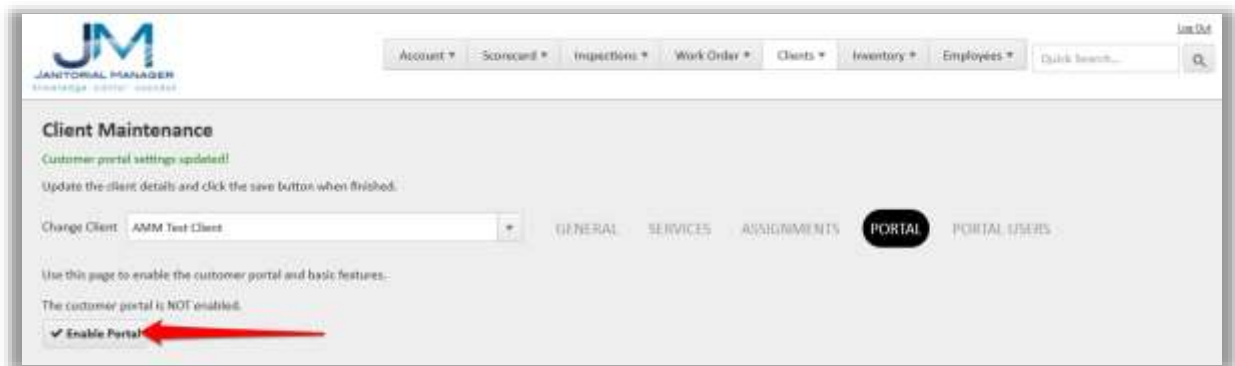 Log Out
JM
JANITORIAL MANAGER
Account Scorecard Inspections Work Order Clients Inventory Employees Quick Search...
Client Maintenance
Customer portal settings updated!
Update the client details and click the save button when finished.
Change Client AMM Test Client GENERAL SERVICES ASSIGNMENTS PORTAL PORTAL USERS
Use this page to enable the customer portal and basic features.
The customer portal is NOT enabled.
✔ Enable Portal